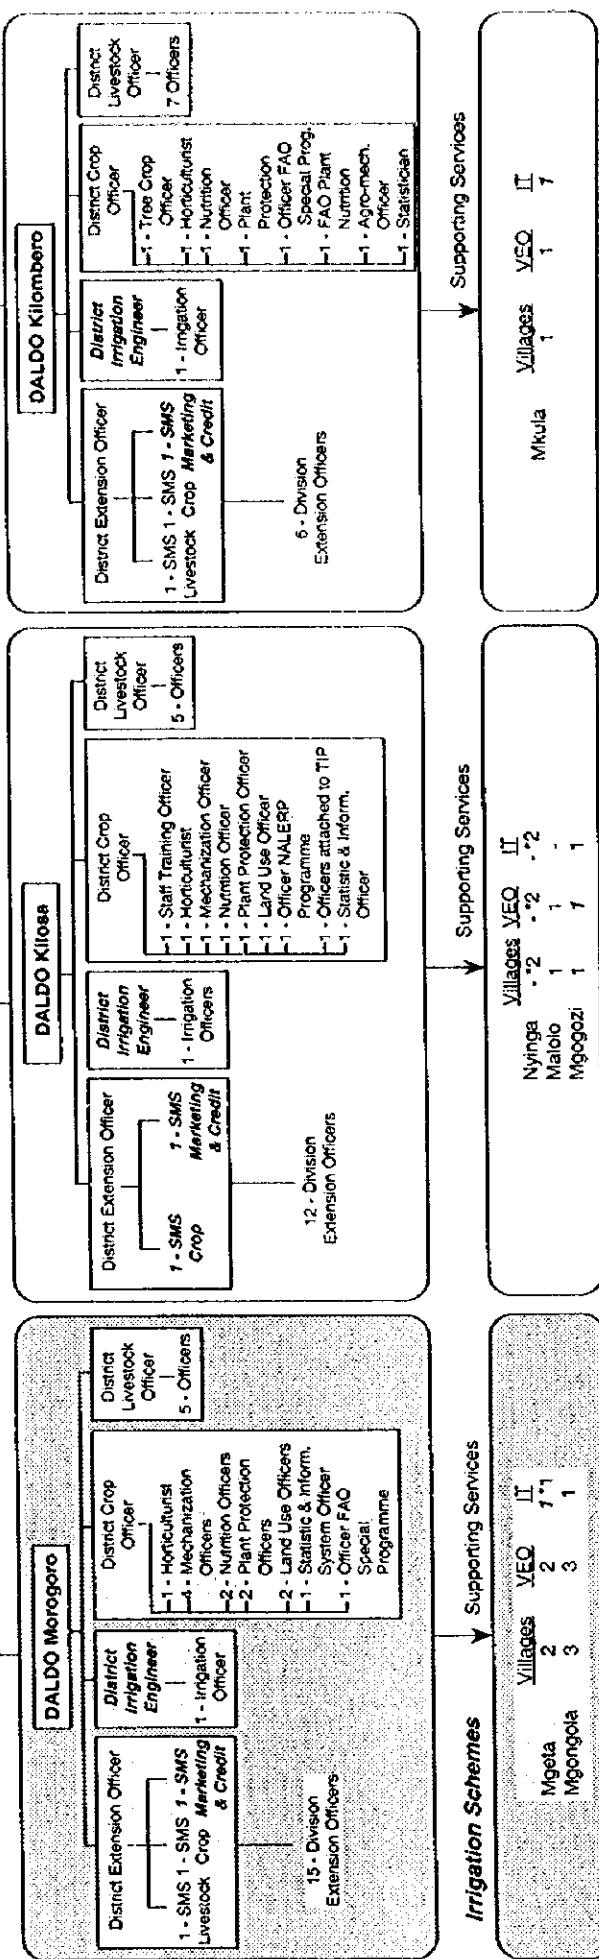 DALDO Morogoro
District Extension Officer
1 - SMS 1 - SMS 1 - SMS
Livestock Crop Marketing
& Credit
15 - Division
Extension Officers
District
Irrigation
Engineer
1 - Irrigation
Officer
District Crop
Officer
1 - Horticulturist
4 - Mechanization
Officers
2 - Nutrition Officers
2 - Plant Protection
Officers
2 - Land Use Officers
1 - Statistic & Inform.
System Officer
1 - Officer FAO
Special
Programme
District
Livestock
Officer
5 - Officers
Supporting Services
Irrigation Schemes
Villages VEO IT
Mgeta 2 2 1*1
Mgongola 3 3 1
DALDO Kilosa
District Extension Officer
1 - SMS 1 - SMS
Crop Marketing
& Credit
12 - Division
Extension Officers
District
Irrigation
Engineer
1 - Irrigation
Officers
District Crop
Officer
1 - Staff Training Officer
1 - Horticulturist
1 - Mechanization Officer
1 - Nutrition Officer
1 - Plant Protection Officer
1 - Land Use Officer
1 - Officer NALERP
Programme
1 - Officers attached to TIP
1 - Statistic & Inform.
Officer
District
Livestock
Officer
5 - Officers
Supporting Services
Villages VEO IT
Nyinga - *2 - *2 - *2
Malolo 1 1 -
Mgogozi 1 1 1
DALDO Kilombero
District Extension Officer
1 - SMS 1 - SMS 1 - SMS
Livestock Crop Marketing
& Credit
6 - Division
Extension Officers
District
Irrigation
Engineer
1 - Irrigation
Officer
District Crop
Officer
1 - Tree Crop
Officer
1 - Horticulturist
1 - Nutrition
Officer
1 - Plant
Protection
1 - Officer FAO
Special Prog.
1 - FAO Plant
Nutrition
1 - Agro-mech.
Officer
1 - Statistician
District
Livestock
Officer
7 Officers
Supporting Services
Villages VEO IT
Mkula 1 1 1